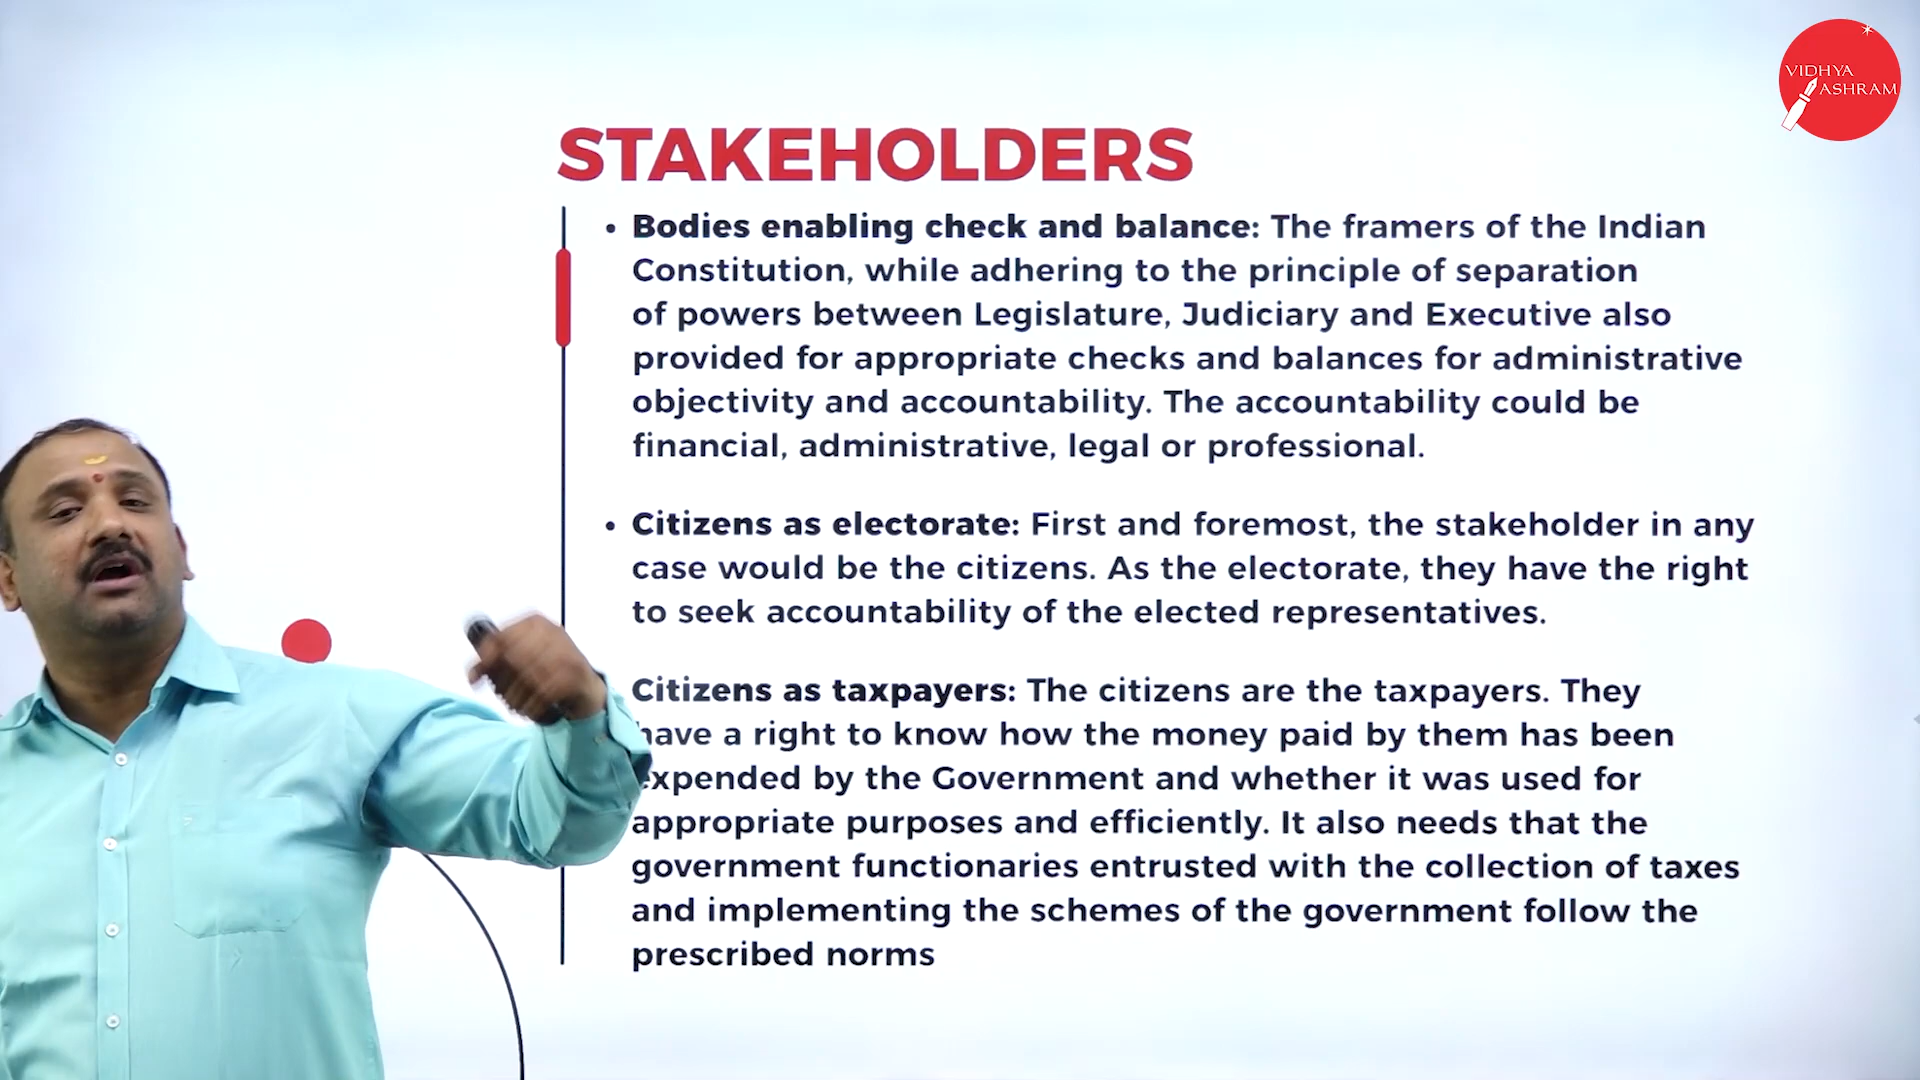 VIDHYA
ASHRAM
STAKEHOLDERS
• Bodies enabling check and balance: The framers of the Indian
Constitution, while adhering to the principle of separation
of powers between Legislature, Judiciary and Executive also
provided for appropriate checks and balances for administrative
objectivity and accountability. The accountability could be
financial, administrative, legal or professional.
• Citizens as electorate: First and foremost, the stakeholder in any
case would be the citizens. As the electorate, they have the right
to seek accountability of the elected representatives.
Citizens as taxpayers: The citizens are the taxpayers. They
have a right to know how the money paid by them has been
expended by the Government and whether it was used for
appropriate purposes and efficiently. It also needs that the
government functionaries entrusted with the collection of taxes
and implementing the schemes of the government follow the
prescribed norms